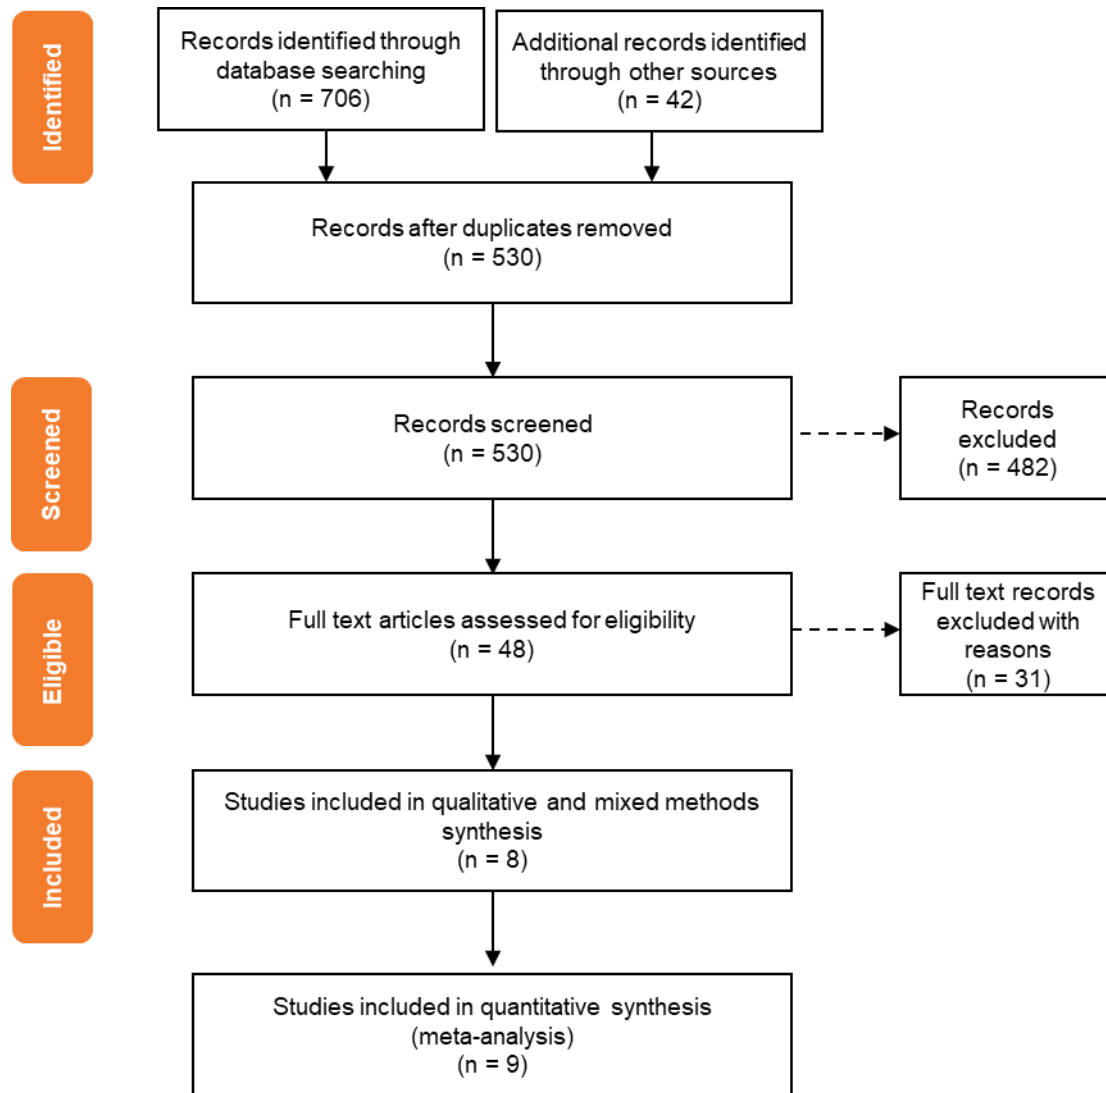 Identified
Records identified through
database searching
(n = 706)
Additional records identified
through other sources
(n = 42)
Records after duplicates removed
(n = 530)
Screened
Records screened
(n = 530)
Records
excluded
(n = 482)
Eligible
Full text articles assessed for eligibility
(n = 48)
Full text records
excluded with
reasons
(n = 31)
Included
Studies included in qualitative and mixed methods
synthesis
(n = 8)
Studies included in quantitative synthesis
(meta-analysis)
(n = 9)